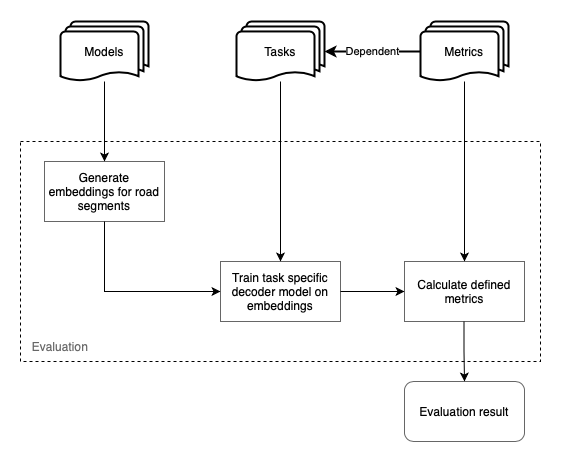 Models
Tasks
Dependent
Metrics
Generate
embeddings for road
segments
Train task specific
decoder model on
embeddings
Calculate defined
metrics
Evaluation
Evaluation result